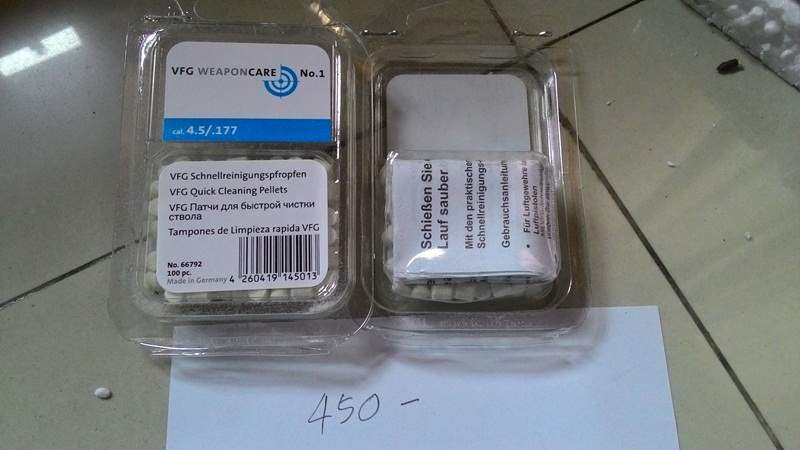 VFG WEAPONCARE No.1
cal. 4.5/.177
VFG Schnellreinigungspfropfen
VFG Quick Cleaning Pellets
VFG Патчи для быстрой чистки
ствола
Tampones de Limpieza rapida VFG
No. 66792
100 pc.
Made in Germany
4 260419 145013
Schießen Sie
Lauf sauber
Mit den praktischen
Schnellreinigungs-
Gebrauchsanleitung
• Für Luftgewehre u
Luftpistolen
450 -